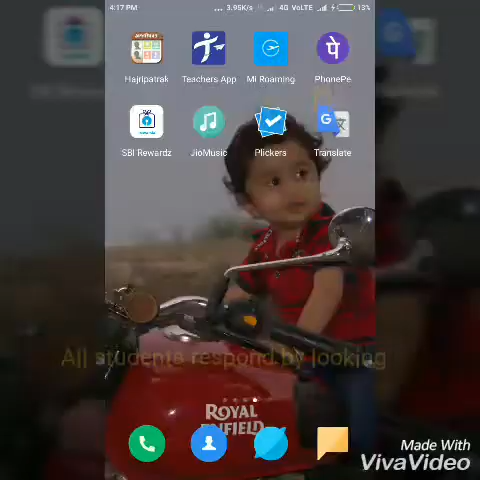 4:17 PM ... 3.95K/s 4G VoLTE 13%
Hajripatrak Teachers App Mi Roaming PhonePe
SBI Rewardz JioMusic Plickers Translate
All students respond by looking
ROYAL
ENFIELD
Made With
VivaVideo